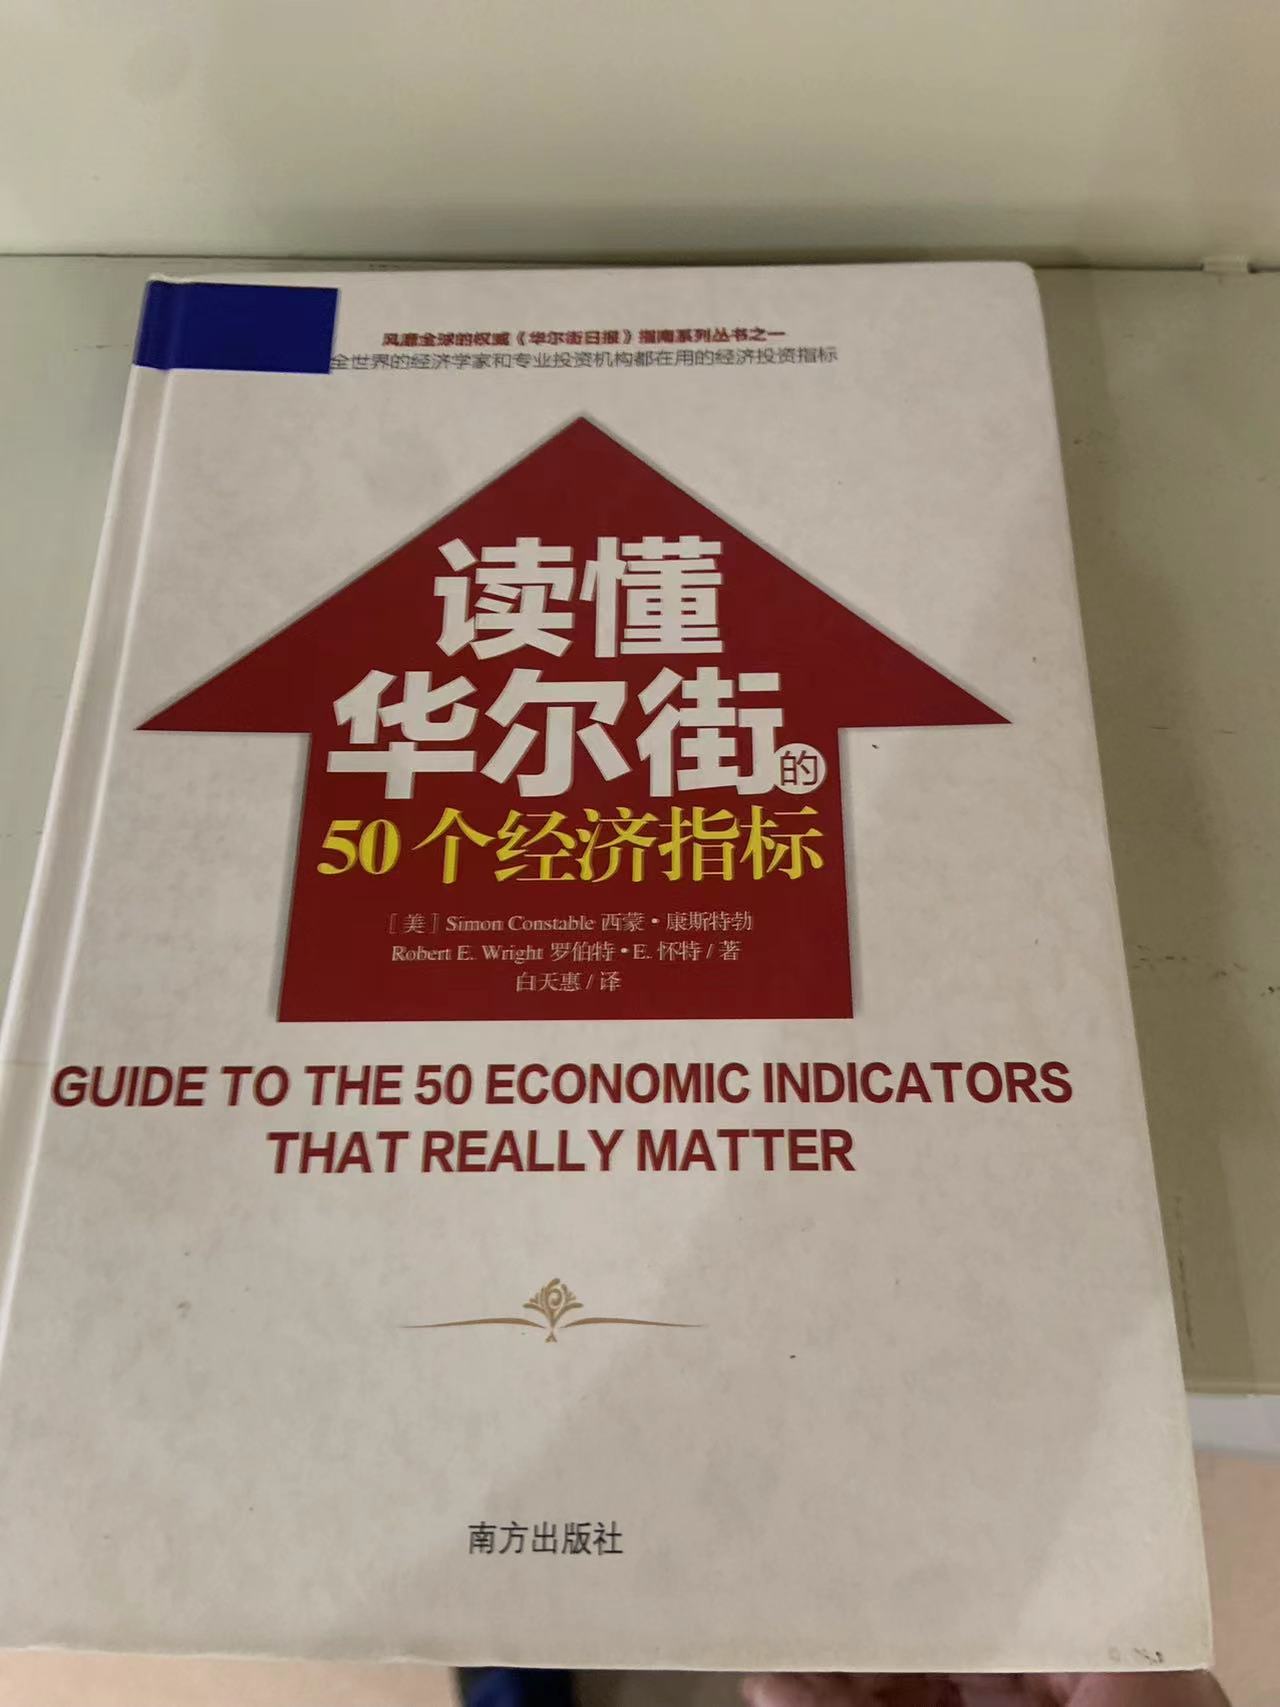 风靡全球的权威《华尔街日报》指南系列丛书之一
全世界的经济学家和专业投资机构都在用的经济投资指标
读懂
华尔街的
50个经济指标
［美］Simon Constable 西蒙·康斯特勃
Robert E. Wright 罗伯特·E. 怀特 / 著
白天惠 / 译
GUIDE TO THE 50 ECONOMIC INDICATORS
THAT REALLY MATTER
南方出版社